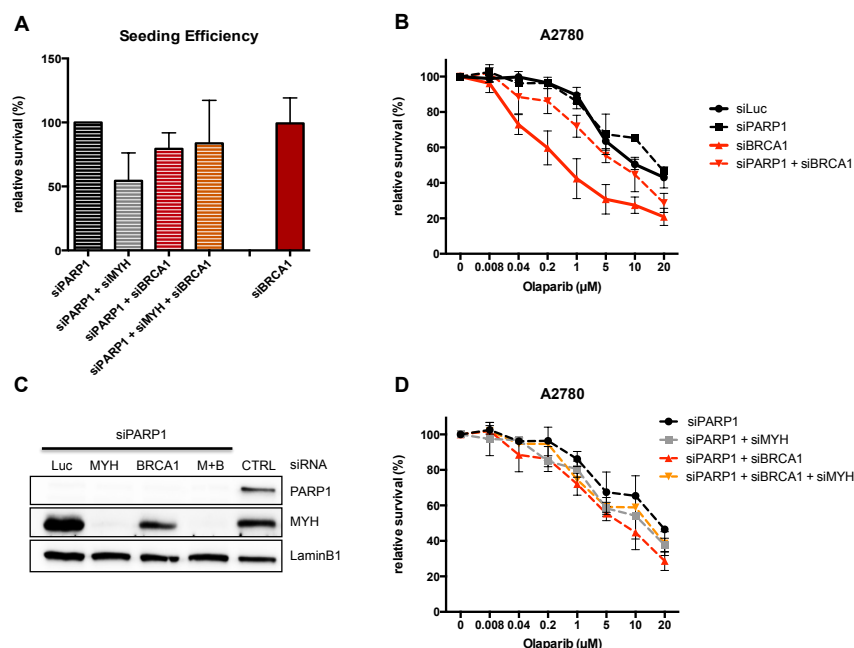 A
Seeding Efficiency
relative survival (%)
150
100
50
0
siPARP1
siPARP1 + siMYH
siPARP1 + siBRCA1
siPARP1 + siMYH + siBRCA1
siBRCA1
B
A2780
relative survival (%)
100
80
60
40
20
0
0 0.008 0.04 0.2 1 5 10 20
Olaparib (µM)
siLuc
siPARP1
siBRCA1
siPARP1 + siBRCA1
C
siPARP1
Luc MYH BRCA1 M+B CTRL siRNA
PARP1
MYH
LaminB1
D
A2780
relative survival (%)
100
80
60
40
20
0
0 0.008 0.04 0.2 1 5 10 20
Olaparib (µM)
siPARP1
siPARP1 + siMYH
siPARP1 + siBRCA1
siPARP1 + siBRCA1 + siMYH